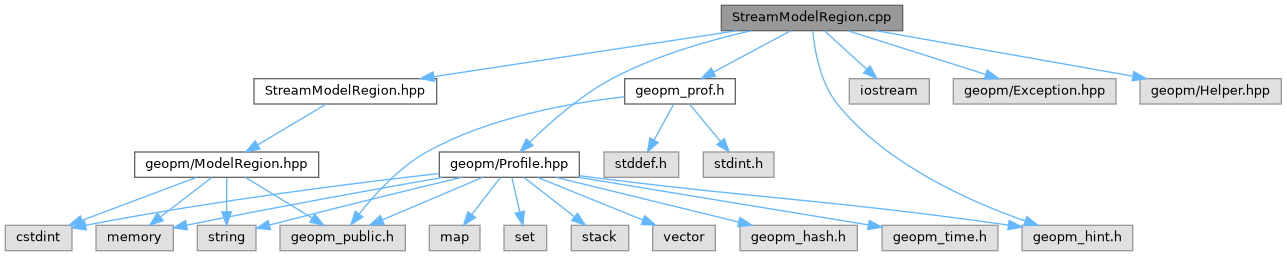 StreamModelRegion.cpp
StreamModelRegion.hpp
geopm_prof.h
iostream
geopm/Exception.hpp
geopm/Helper.hpp
geopm/ModelRegion.hpp
geopm/Profile.hpp
stddef.h
stdint.h
cstdint
memory
string
geopm_public.h
map
set
stack
vector
geopm_hash.h
geopm_time.h
geopm_hint.h